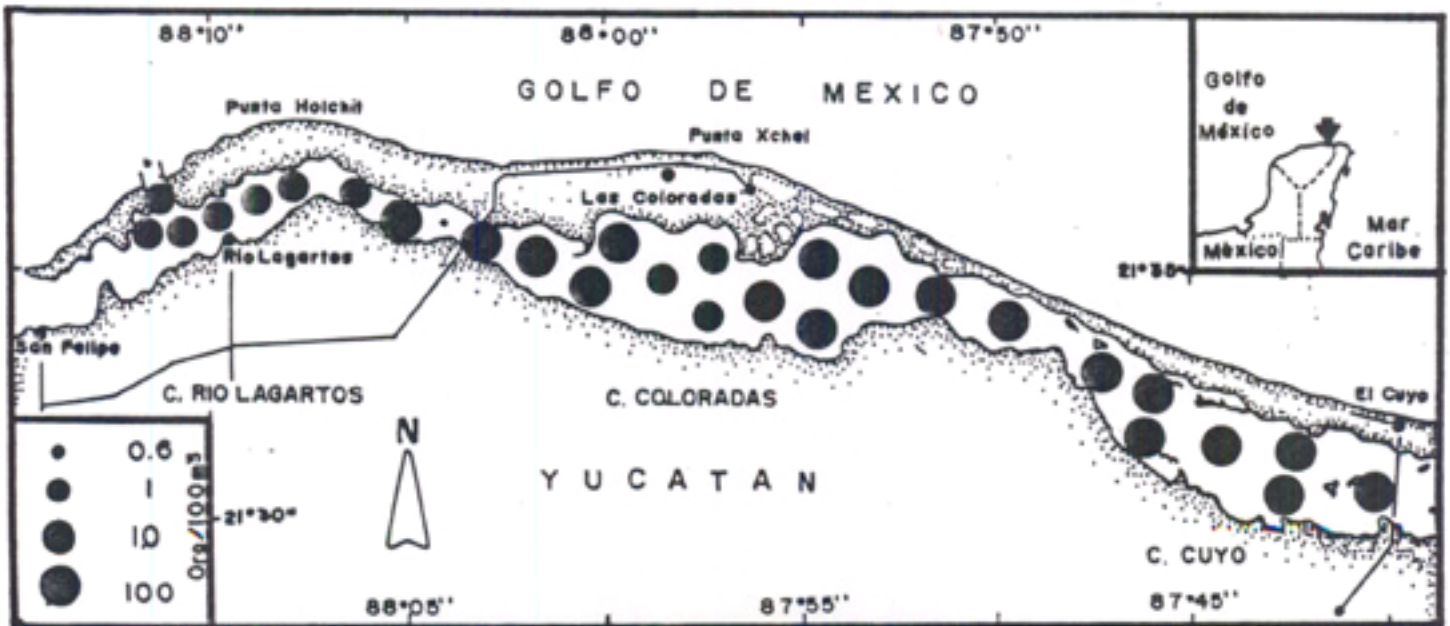 88°10"
88°00"
87°50"
GOLFO DE MEXICO
Punta Holchit
Punta Xchel
Las Coloradas
Rio Lagartos
San Felipe
C. RIO LAGARTOS
C. COLORADAS
El Cuyo
C. CUYO
YUCATAN
N
21°35"
21°30"
88°05"
87°55"
87°45"
Golfo
de
México
México
Mar
Caribe
0.6
1
10
100
Org/100m3